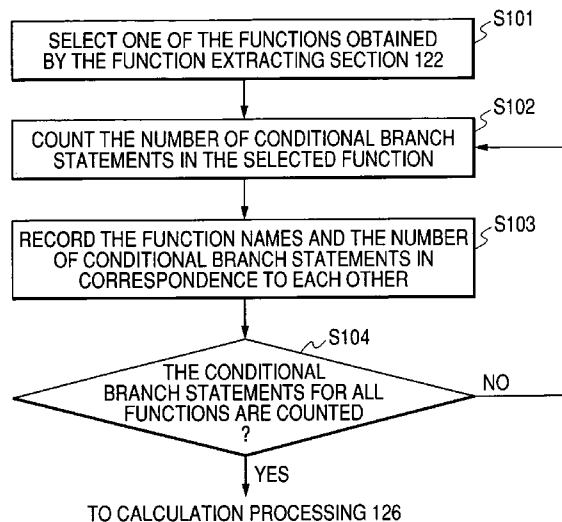 S101
SELECT ONE OF THE FUNCTIONS OBTAINED
BY THE FUNCTION EXTRACTING SECTION 122
S102
COUNT THE NUMBER OF CONDITIONAL BRANCH
STATEMENTS IN THE SELECTED FUNCTION
S103
RECORD THE FUNCTION NAMES AND THE NUMBER
OF CONDITIONAL BRANCH STATEMENTS IN
CORRESPONDENCE TO EACH OTHER
S104
THE CONDITIONAL
BRANCH STATEMENTS FOR ALL
FUNCTIONS ARE COUNTED
?
NO
YES
TO CALCULATION PROCESSING 126